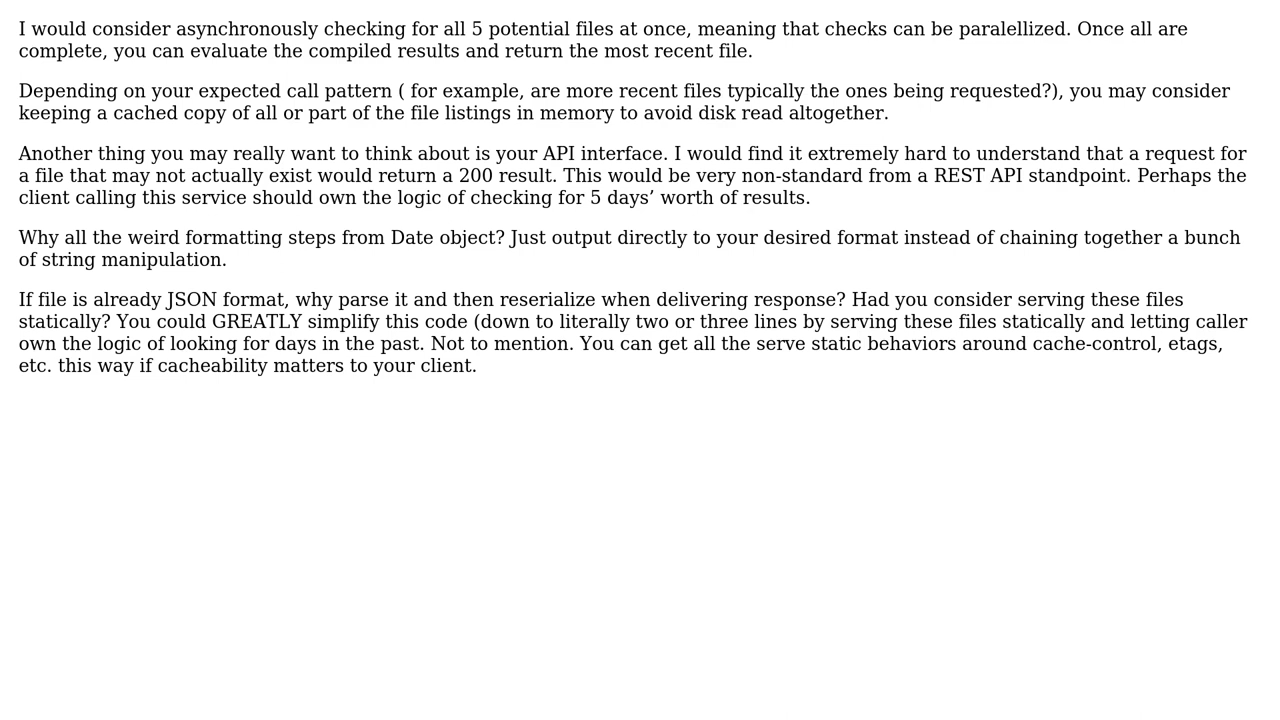 I would consider asynchronously checking for all 5 potential files at once, meaning that checks can be paralellized. Once all are
complete, you can evaluate the compiled results and return the most recent file.
Depending on your expected call pattern ( for example, are more recent files typically the ones being requested?), you may consider
keeping a cached copy of all or part of the file listings in memory to avoid disk read altogether.
Another thing you may really want to think about is your API interface. I would find it extremely hard to understand that a request for
a file that may not actually exist would return a 200 result. This would be very non-standard from a REST API standpoint. Perhaps the
client calling this service should own the logic of checking for 5 days’ worth of results.
Why all the weird formatting steps from Date object? Just output directly to your desired format instead of chaining together a bunch
of string manipulation.
If file is already JSON format, why parse it and then reserialize when delivering response? Had you consider serving these files
statically? You could GREATLY simplify this code (down to literally two or three lines by serving these files statically and letting caller
own the logic of looking for days in the past. Not to mention. You can get all the serve static behaviors around cache-control, etags,
etc. this way if cacheability matters to your client.